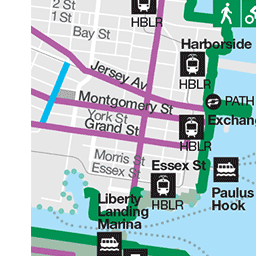 2 St
1 St
HBLR
Bay St
Harborside
Jersey Av
HBLR
Montgomery St
PATH
York St
Exchan
Grand St
HBLR
Morris St
Essex St
Essex St
Paulus
Hook
HBLR
Liberty
Landing
Marina